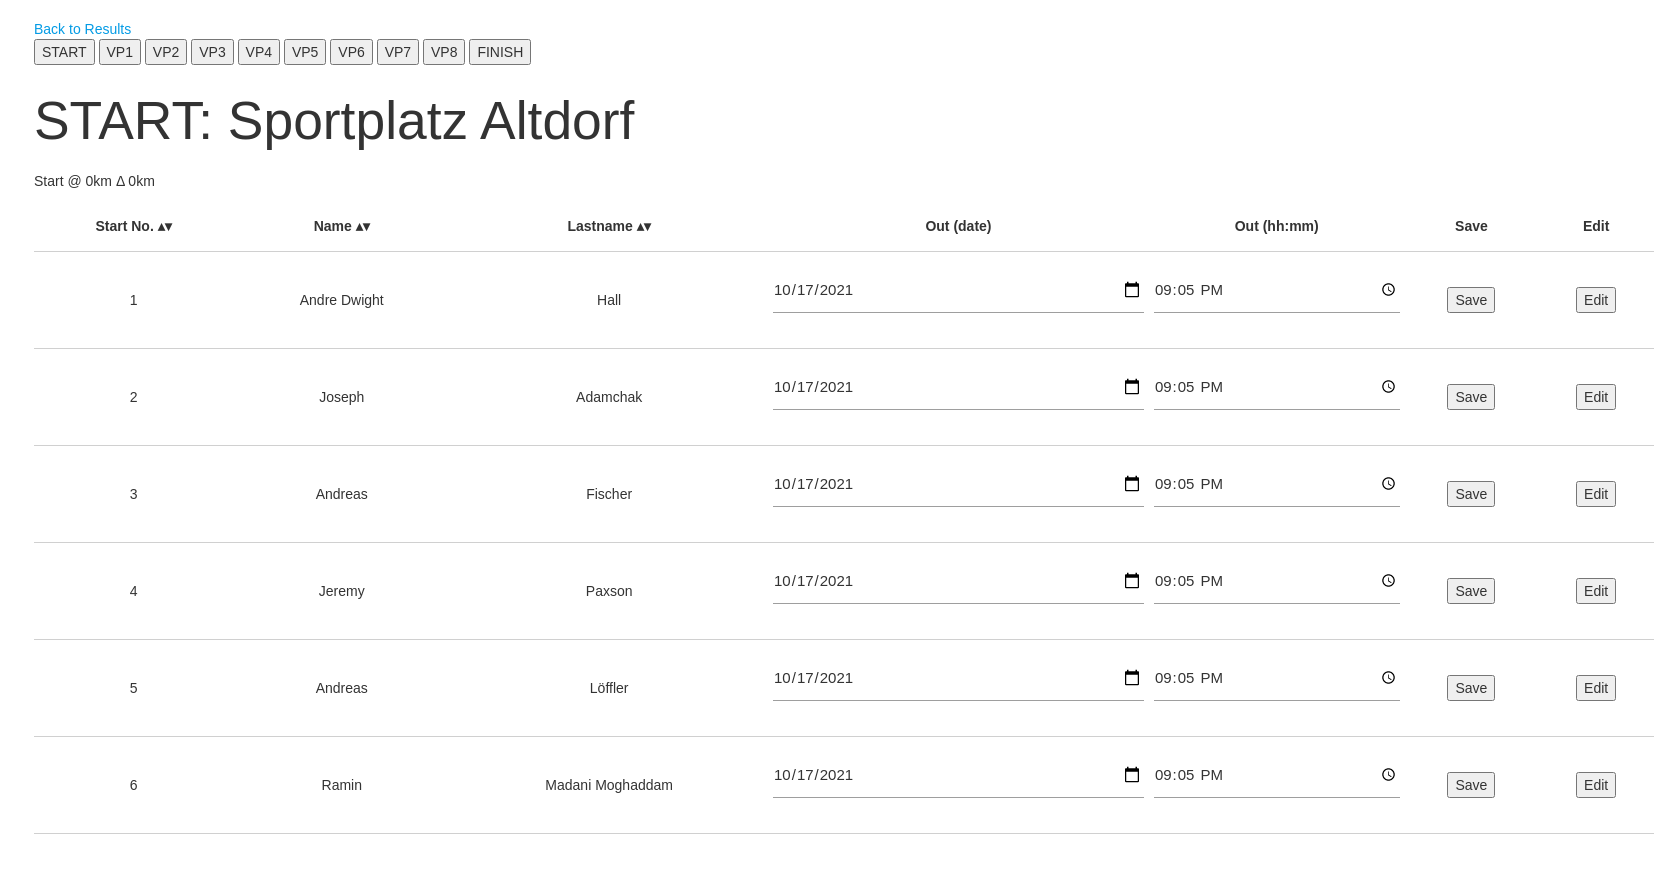 Back to Results
START VP1 VP2 VP3 VP4 VP5 VP6 VP7 VP8 FINISH
START: Sportplatz Altdorf
Start @ 0km Δ 0km
Start No. ▴▾ Name ▴▾ Lastname ▴▾ Out (date) Out (hh:mm) Save Edit
1 Andre Dwight Hall 10/17/2021 09:05 PM Save Edit
2 Joseph Adamchak 10/17/2021 09:05 PM Save Edit
3 Andreas Fischer 10/17/2021 09:05 PM Save Edit
4 Jeremy Paxson 10/17/2021 09:05 PM Save Edit
5 Andreas Löffler 10/17/2021 09:05 PM Save Edit
6 Ramin Madani Moghaddam 10/17/2021 09:05 PM Save Edit